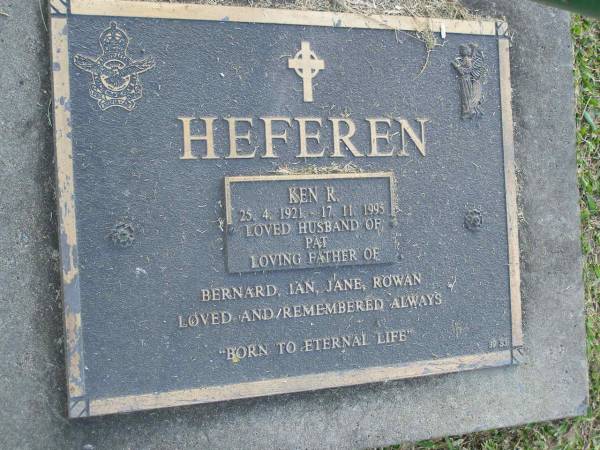 HEFEREN
KEN R.
25. 4. 1921. - 17. 11. 1995
LOVED HUSBAND OF
PAT
LOVING FATHER OF
BERNARD, IAN, JANE, ROWAN
LOVED AND REMEMBERED ALWAYS
"BORN TO ETERNAL LIFE"